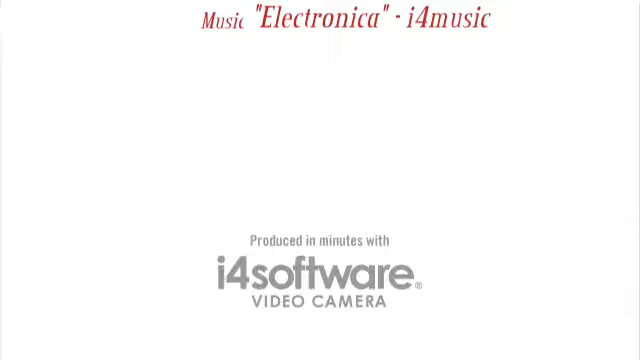 Music "Electronica" - i4music
Produced in minutes with
i4software®
VIDEO CAMERA